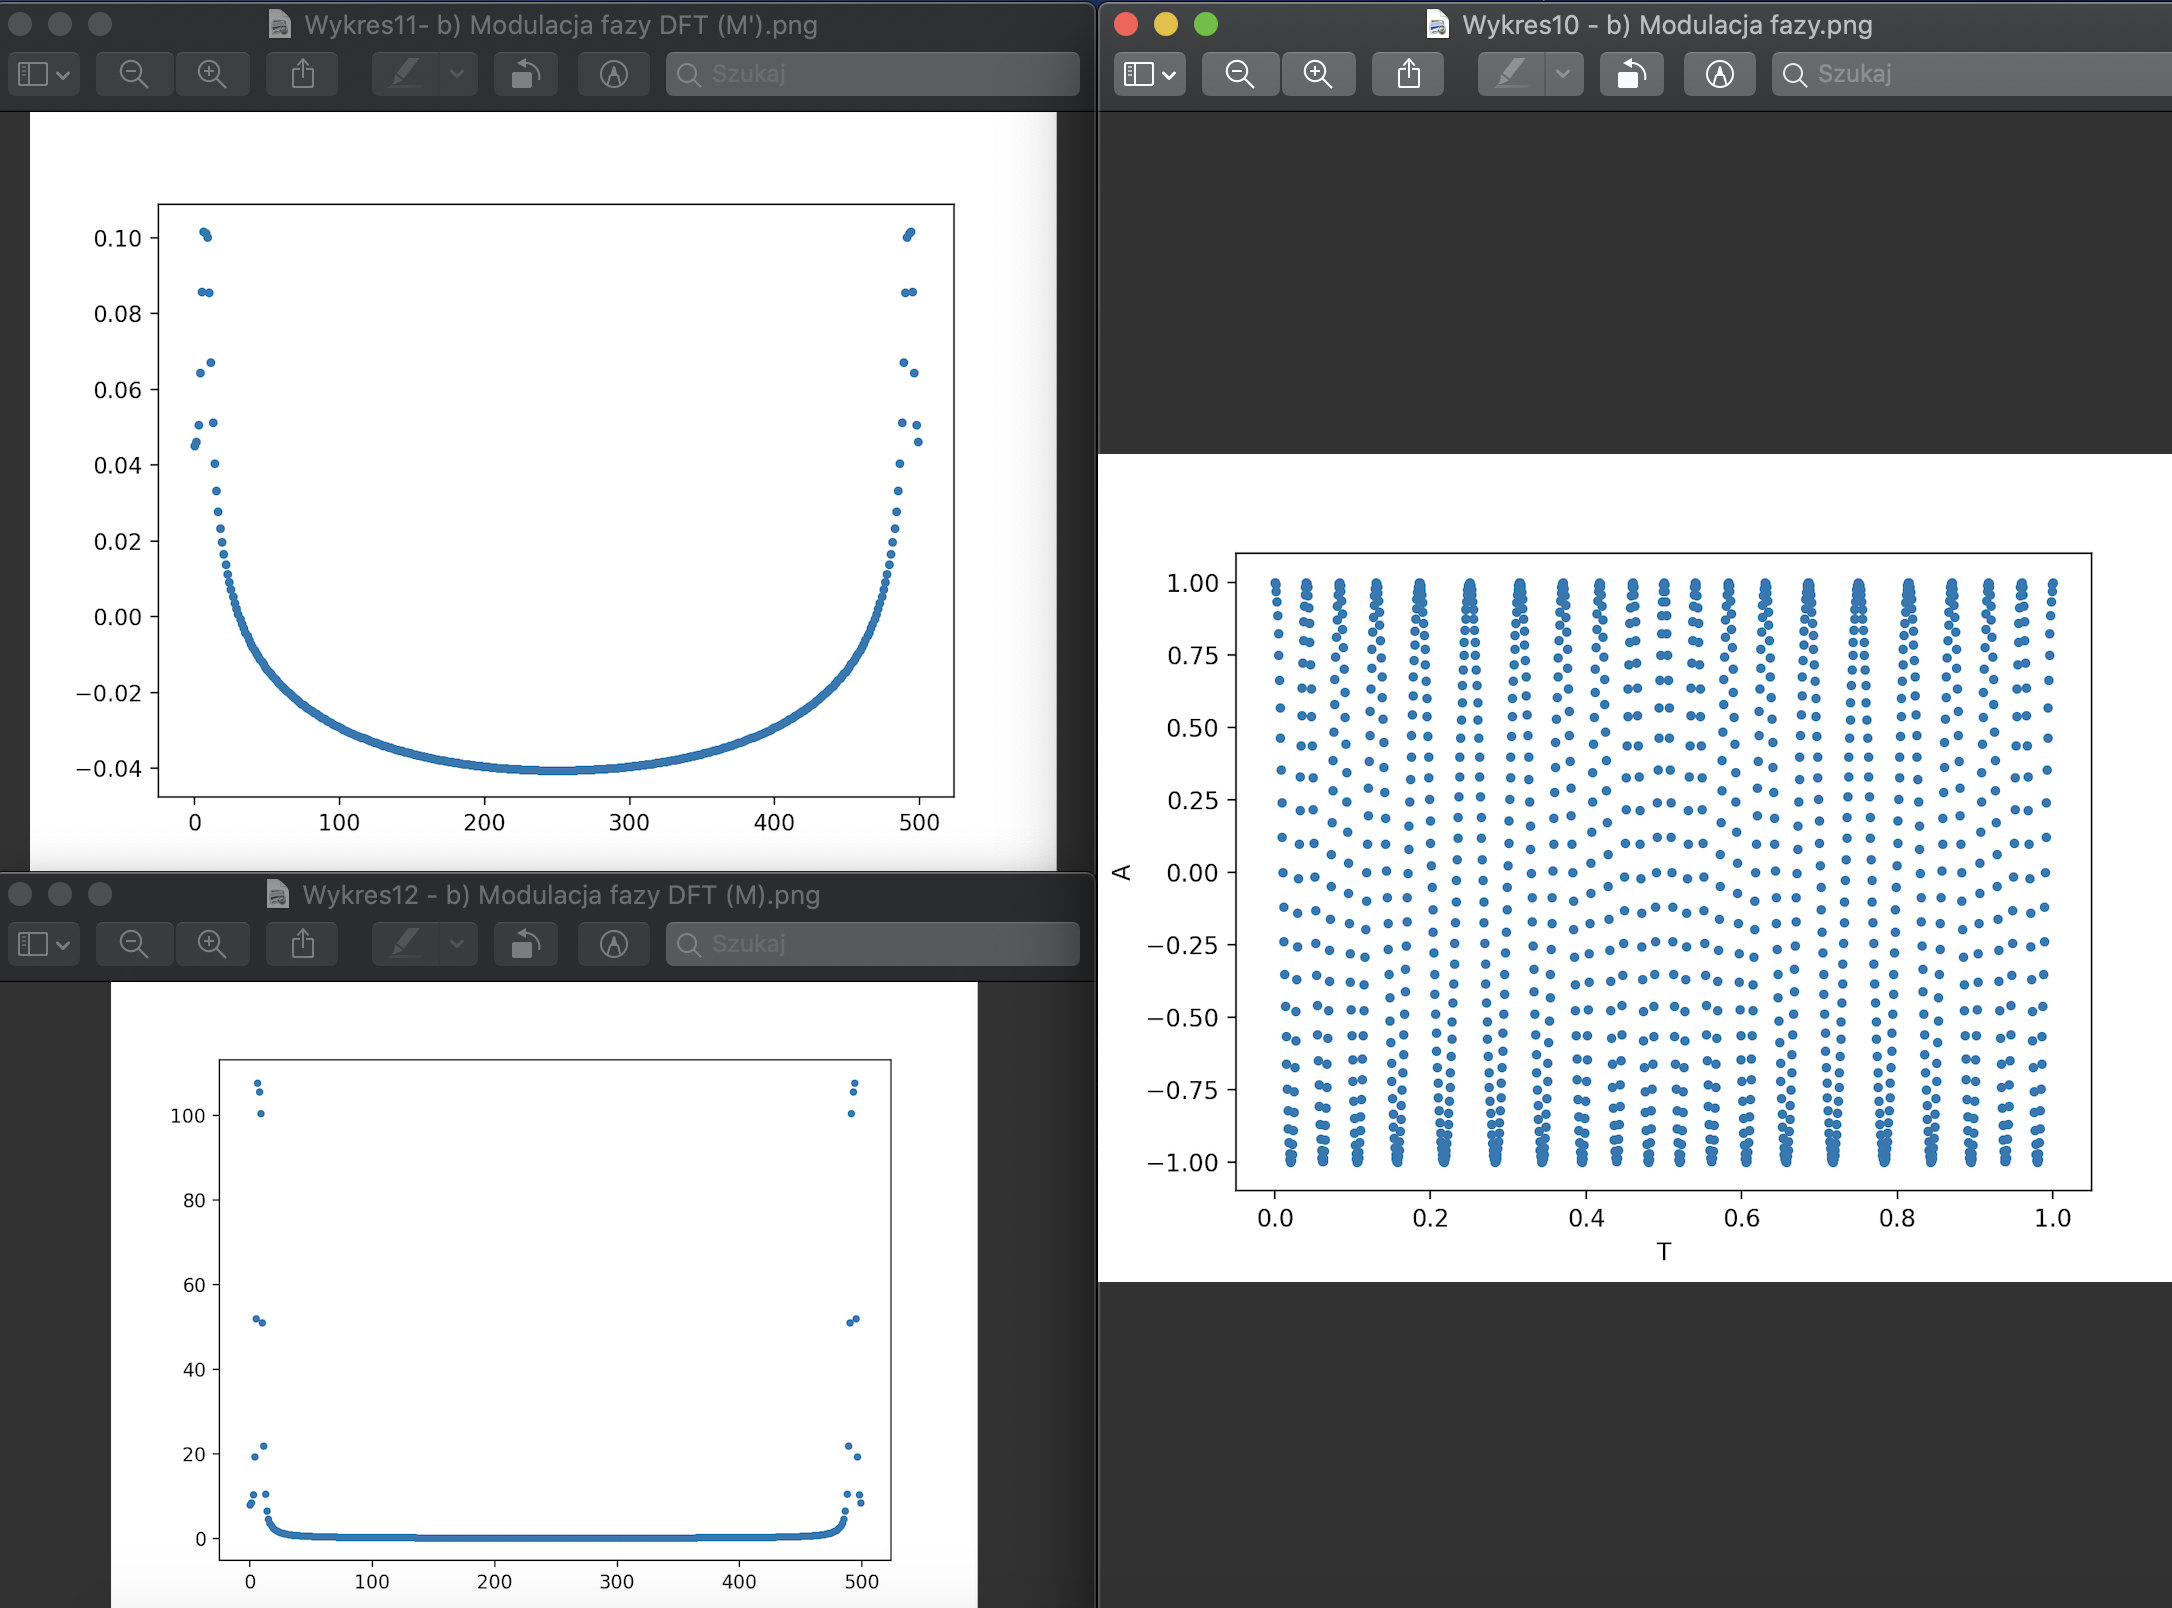 Wykres11- b) Modulacja fazy DFT (M').png
Szukaj
0.10
0.08
0.06
0.04
0.02
0.00
−0.02
−0.04
0 100 200 300 400 500
Wykres12 - b) Modulacja fazy DFT (M).png
Szukaj
100
80
60
40
20
0
0 100 200 300 400 500
Wykres10 - b) Modulacja fazy.png
Szukaj
1.00
0.75
0.50
0.25
A
0.00
−0.25
−0.50
−0.75
−1.00
0.0 0.2 0.4 0.6 0.8 1.0
T